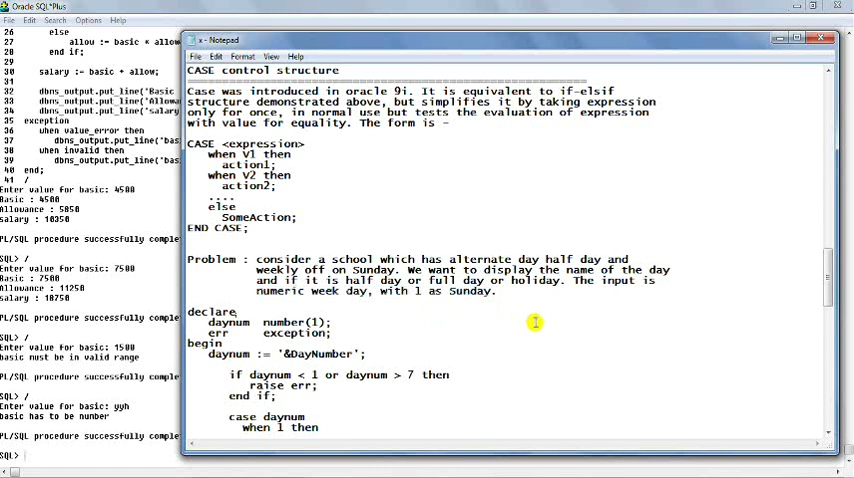 Oracle SQL*Plus
File Edit Search Options Help
26 else
27 allow := basic * allow
28 end if;
29
30 salary := basic + allow;
31
32 dbms_output.put_line('Basic
33 dbms_output.put_line('Allowa
34 dbms_output.put_line('salary
35 exception
36 when value_error then
37 dbms_output.put_line('bas
38 when invalid then
39 dbms_output.put_line('bas
40 end;
41 /
Enter value for basic: 4500
Basic : 4500
Allowance : 5850
salary : 10350
PL/SQL procedure successfully complet
SQL> /
Enter value for basic: 7500
Basic : 7500
Allowance : 11250
salary : 18750
PL/SQL procedure successfully complet
SQL> /
Enter value for basic: 1500
basic must be in valid range
PL/SQL procedure successfully complet
SQL> /
Enter value for basic: yyh
basic has to be number
PL/SQL procedure successfully complet
SQL>
x - Notepad
File Edit Format View Help
CASE control structure
==========================================================
Case was introduced in oracle 9i. It is equivalent to if-elsif
structure demonstrated above, but simplifies it by taking expression
only for once, in normal use but tests the evaluation of expression
with value for equality. The form is -
CASE <expression>
when V1 then
action1;
when V2 then
action2;
....
else
SomeAction;
END CASE;
Problem : consider a school which has alternate day half day and
weekly off on Sunday. We want to display the name of the day
and if it is half day or full day or holiday. The input is
numeric week day, with 1 as Sunday.
declare
daynum number(1);
err exception;
begin
daynum := '&DayNumber';
if daynum < 1 or daynum > 7 then
raise err;
end if;
case daynum
when 1 then